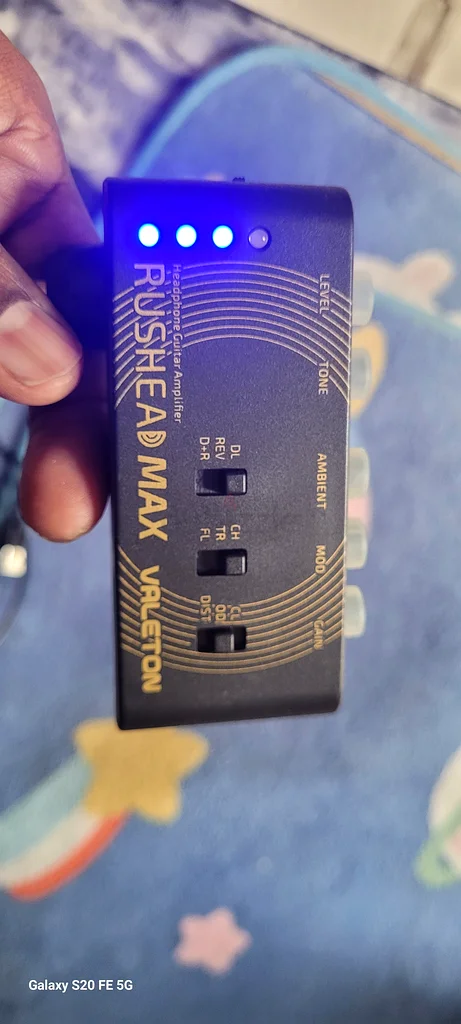 LEVEL
TONE
AMBIENT
MOD
GAIN
DL
REV
D+R
CH
TR
FL
CL
OD
DIST
Headphone Guitar Amplifier
RUSHEAD MAX
VALETON
Galaxy S20 FE 5G